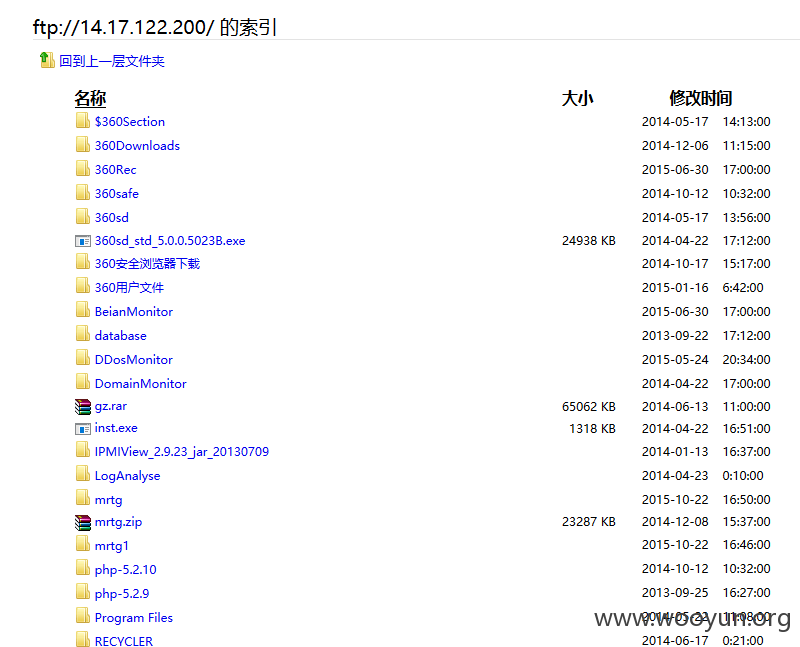 ftp://14.17.122.200/ 的索引
回到上一层文件夹
名称 大小 修改时间
$360Section 2014-05-17 14:13:00
360Downloads 2014-12-06 11:15:00
360Rec 2015-06-30 17:00:00
360safe 2014-10-12 10:32:00
360sd 2014-05-17 13:56:00
360sd_std_5.0.0.5023B.exe 24938 KB 2014-04-22 17:12:00
360安全浏览器下载 2014-10-17 15:17:00
360用户文件 2015-01-16 6:42:00
BeianMonitor 2015-06-30 17:00:00
database 2013-09-22 17:12:00
DDosMonitor 2015-05-24 20:34:00
DomainMonitor 2014-04-22 17:00:00
gz.rar 65062 KB 2014-06-13 11:00:00
inst.exe 1318 KB 2014-04-22 16:51:00
IPMIView_2.9.23_jar_20130709 2014-01-13 16:37:00
LogAnalyse 2014-04-23 0:10:00
mrtg 2015-10-22 16:50:00
mrtg.zip 23287 KB 2014-12-08 15:37:00
mrtg1 2015-10-22 16:46:00
php-5.2.10 2014-10-12 10:32:00
php-5.2.9 2013-09-25 16:27:00
Program Files 2014-05-22 11:08:00
www.wooyun.org
RECYCLER 2014-06-17 0:21:00